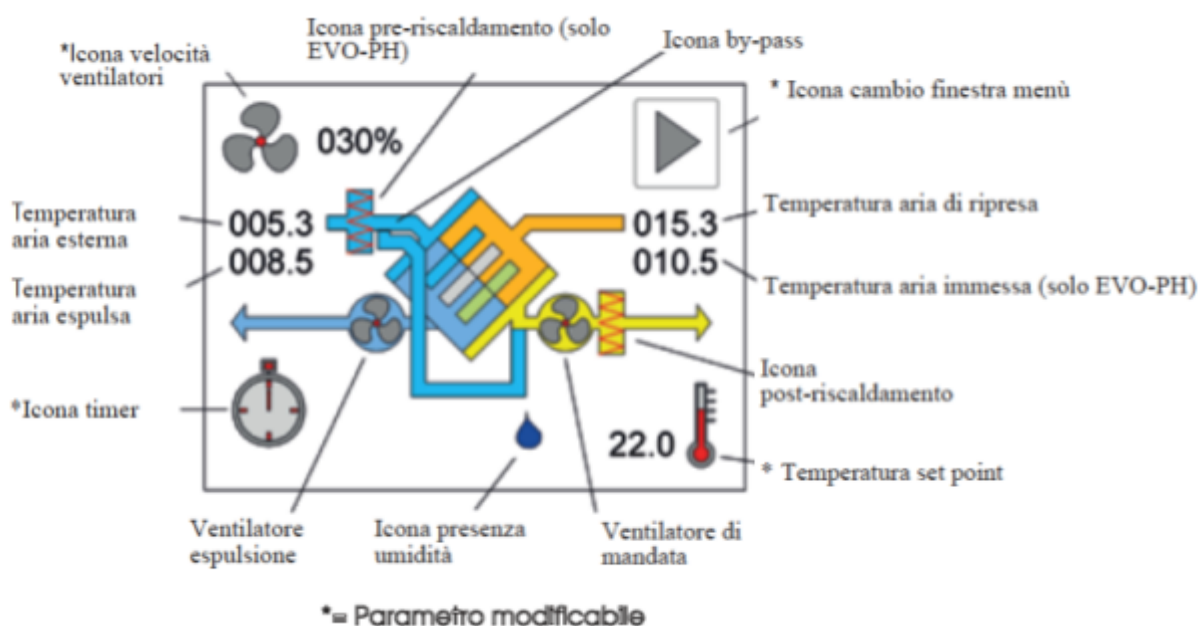 Icona pre-riscaldamento (solo
EVO-PH)
Icona by-pass
*Icona velocità
ventilatori
* Icona cambio finestra menù
030%
Temperatura
aria esterna
005.3
015.3
Temperatura aria di ripresa
008.5
010.5
Temperatura
aria espulsa
Temperatura aria immessa (solo EVO-PH)
Icona
post-riscaldamento
*Icona timer
22.0
* Temperatura set point
Ventilatore
espulsione
Icona presenza
umidità
Ventilatore di
mandata
*= Parametro modificabile